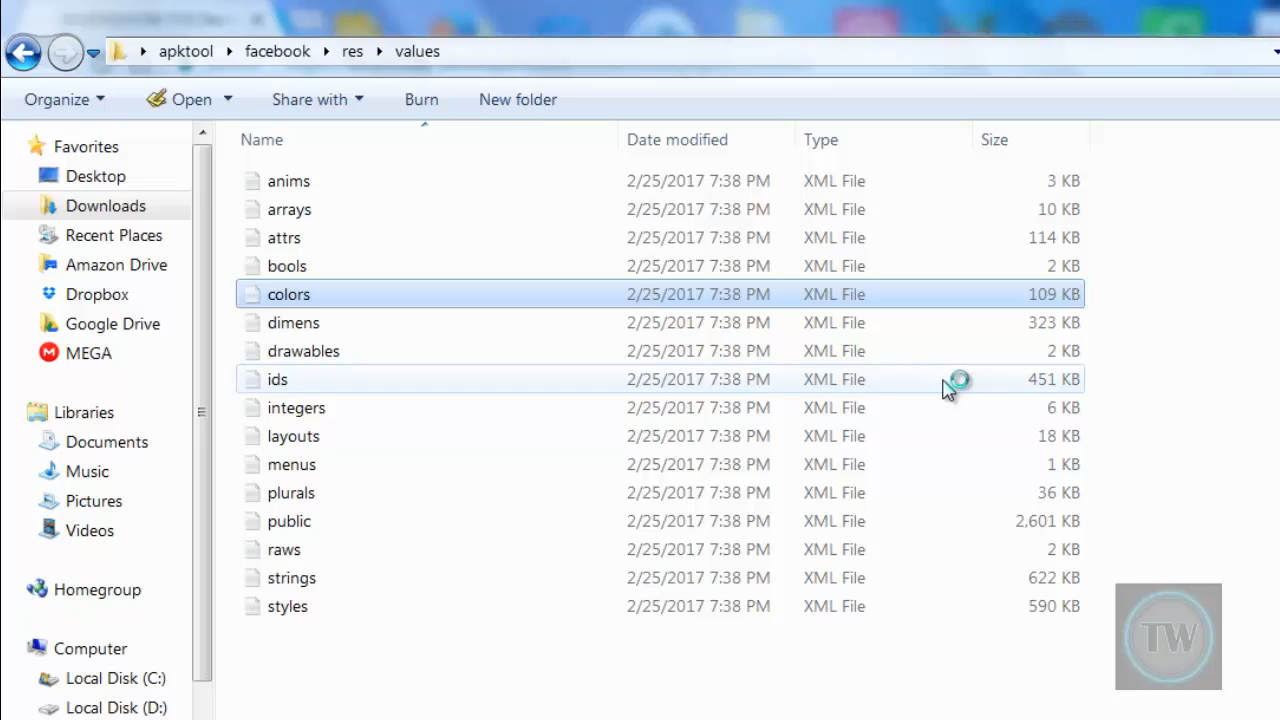 apktool facebook res values
Organize Open Share with Burn New folder
Name Date modified Type Size
Favorites
Desktop
Downloads
Recent Places
Amazon Drive
Dropbox
Google Drive
MEGA
Libraries
Documents
Music
Pictures
Videos
Homegroup
Computer
Local Disk (C:)
Local Disk (D:)
anims 2/25/2017 7:38 PM XML File 3 KB
arrays 2/25/2017 7:38 PM XML File 10 KB
attrs 2/25/2017 7:38 PM XML File 114 KB
bools 2/25/2017 7:38 PM XML File 2 KB
colors 2/25/2017 7:38 PM XML File 109 KB
dimens 2/25/2017 7:38 PM XML File 323 KB
drawables 2/25/2017 7:38 PM XML File 2 KB
ids 2/25/2017 7:38 PM XML File 451 KB
integers 2/25/2017 7:38 PM XML File 6 KB
layouts 2/25/2017 7:38 PM XML File 18 KB
menus 2/25/2017 7:38 PM XML File 1 KB
plurals 2/25/2017 7:38 PM XML File 36 KB
public 2/25/2017 7:38 PM XML File 2,601 KB
raws 2/25/2017 7:38 PM XML File 2 KB
strings 2/25/2017 7:38 PM XML File 622 KB
styles 2/25/2017 7:38 PM XML File 590 KB
TW